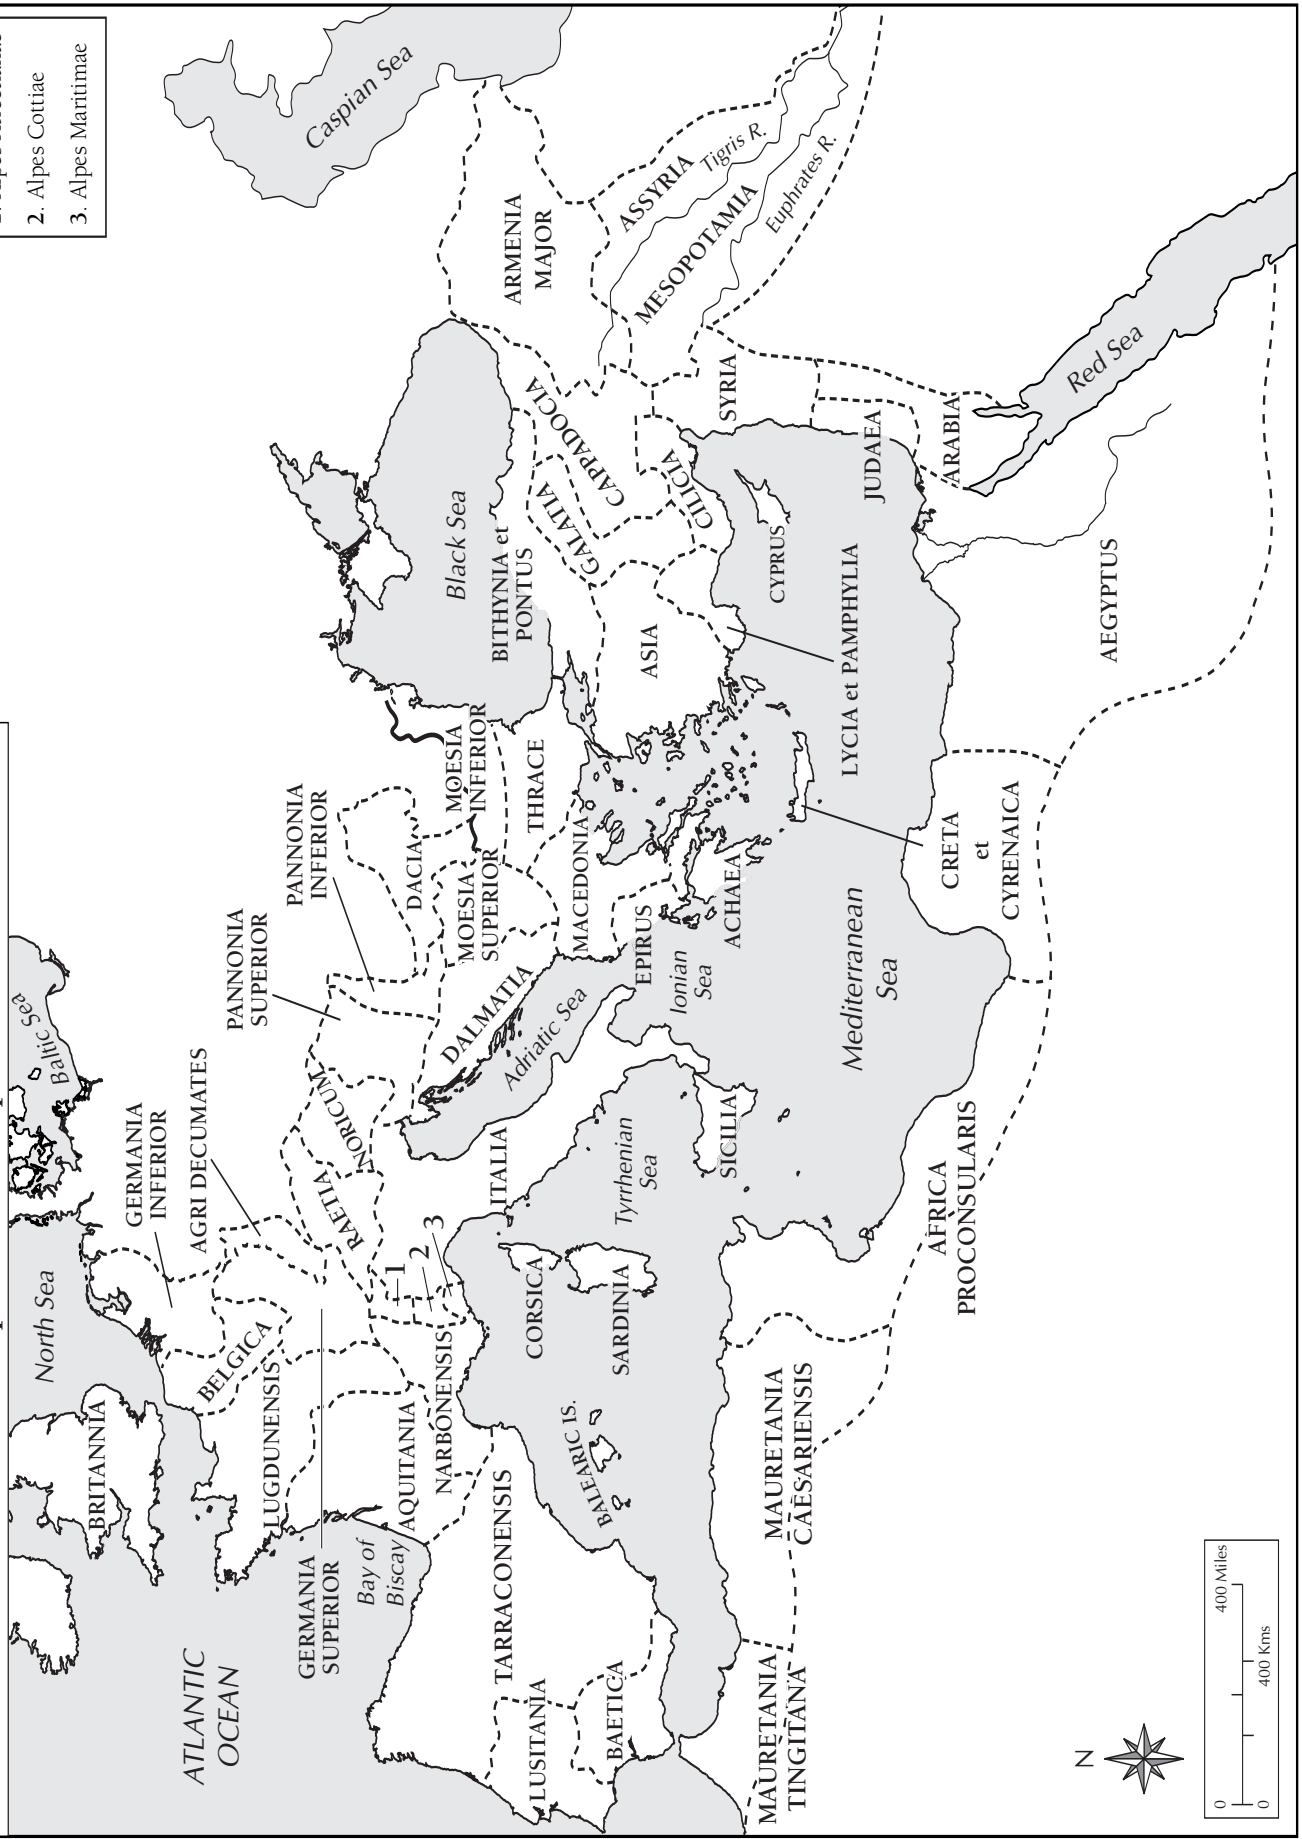 2. Alpes Cottiae
3. Alpes Maritimae
Caspian Sea
ARMENIA
MAJOR
ASSYRIA
Tigris R.
MESOPOTAMIA
Euphrates R.
Black Sea
BITHYNIA et
PONTUS
CAPPADOCIA
GALATIA
CILICIA
SYRIA
ASIA
CYPRUS
LYCIA et PAMPHYLIA
JUDAEA
ARABIA
Red Sea
AEGYPTUS
CRETA
et
CYRENAICA
PANNONIA
INFERIOR
PANNONIA
SUPERIOR
DACIA
MOESIA
INFERIOR
MOESIA
SUPERIOR
THRACE
MACEDONIA
EPIRUS
ACHAEA
Ionian
Sea
DALMATIA
Adriatic Sea
Mediterranean
Sea
Baltic Sea
GERMANIA
INFERIOR
AGRI DECUMATES
NORICUM
RAETIA
ITALIA
1
2
3
Tyrrhenian
Sea
SICILIA
CORSICA
SARDINIA
AFRICA
PROCONSULARIS
North Sea
BRITANNIA
BELGICA
LUGDUNENSIS
AQUITANIA
NARBONENSIS
GERMANIA
SUPERIOR
Bay of
Biscay
ATLANTIC
OCEAN
TARRACONENSIS
BALEARIC IS.
LUSITANIA
BAETICA
MAURETANIA
CAESARIENSIS
MAURETANIA
TINGITANA
N
0
400 Miles
0
400 Kms